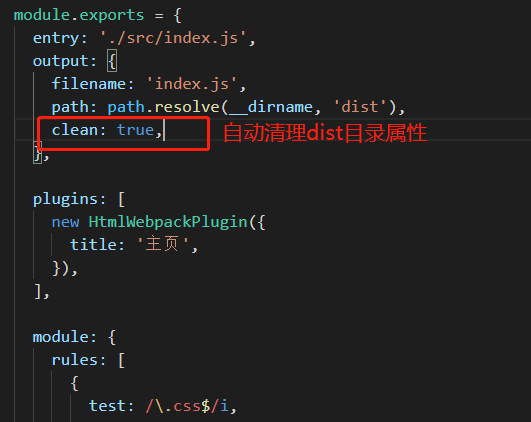 module.exports = {
entry: './src/index.js',
output: {
filename: 'index.js',
path: path.resolve(__dirname, 'dist'),
clean: true, 自动清理dist目录属性
},
plugins: [
new HtmlWebpackPlugin({
title: '主页',
}),
],
module: {
rules: [
{
test: /\.css$/i,